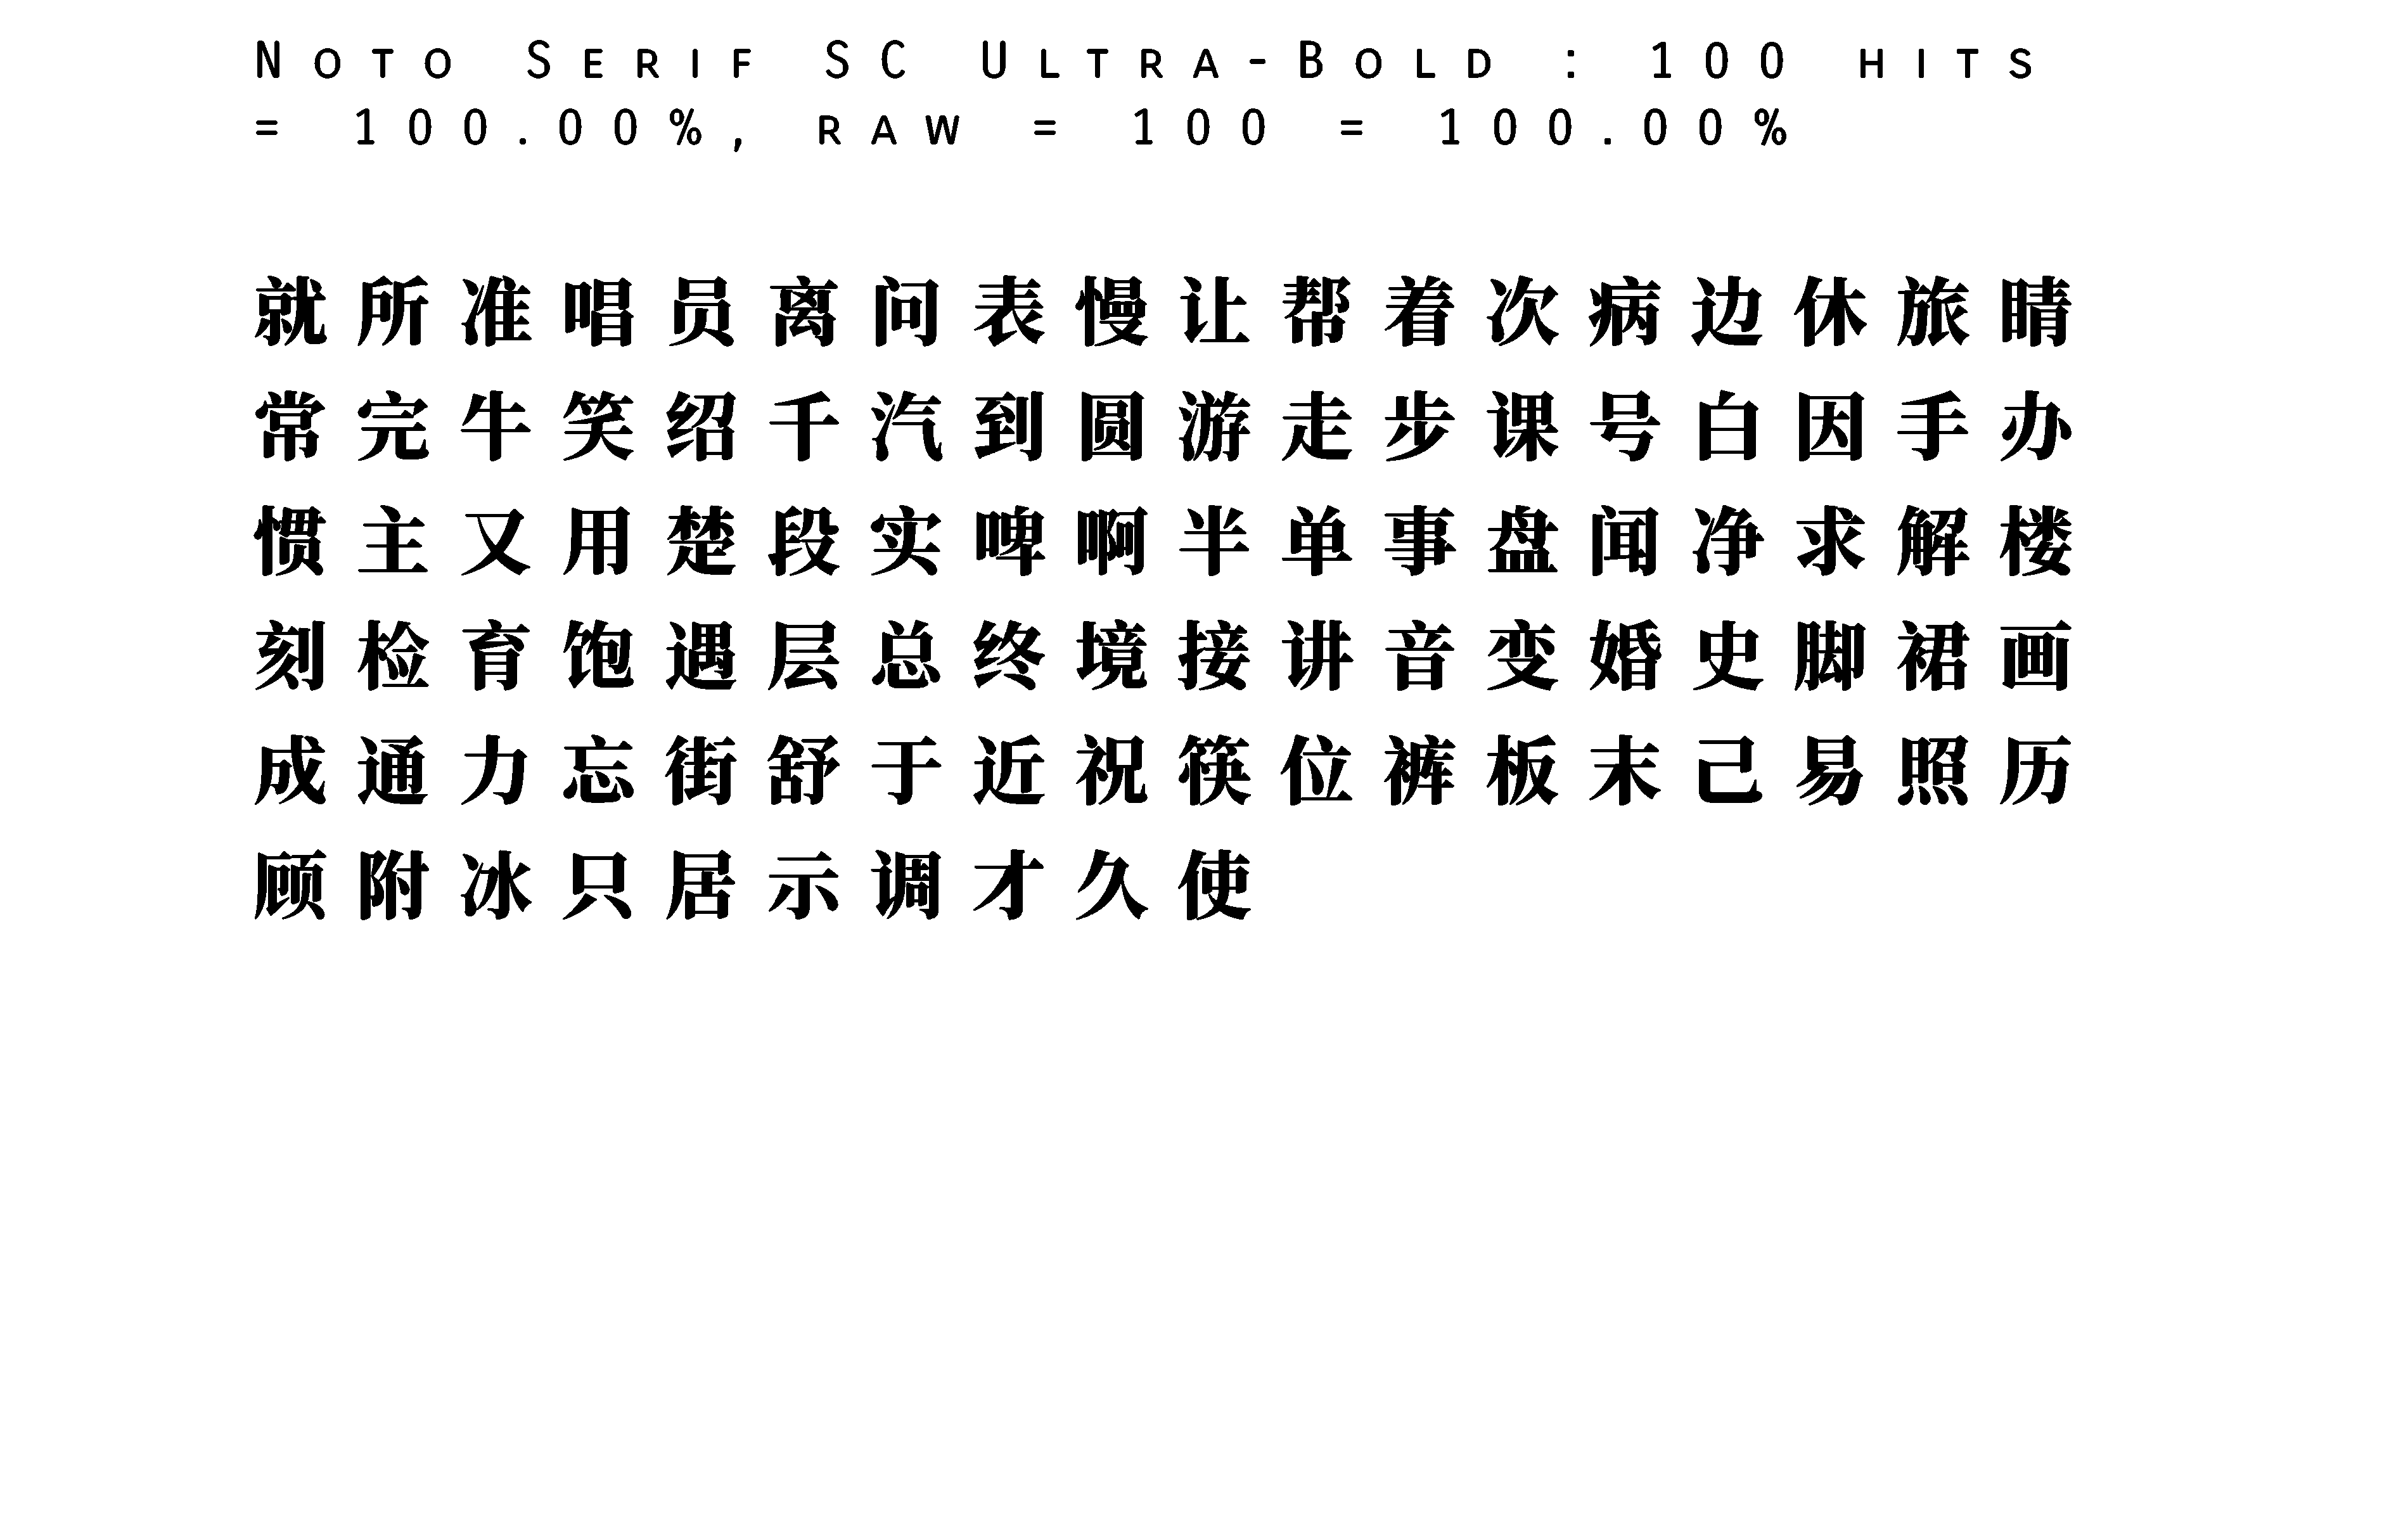 Noto Serif SC Ultra-Bold : 100 hits
= 100.00%, raw = 100 = 100.00%
就所准唱员离问表慢让帮着次病边休旅睛
常完牛笑绍千汽到圆游走步课号白因手办
惯主又用楚段实啤啊半单事盘闻净求解楼
刻检育饱遇层总终境接讲音变婚史脚裙画
成通力忘街舒于近祝筷位裤板末己易照历
顾附冰只居示调才久使